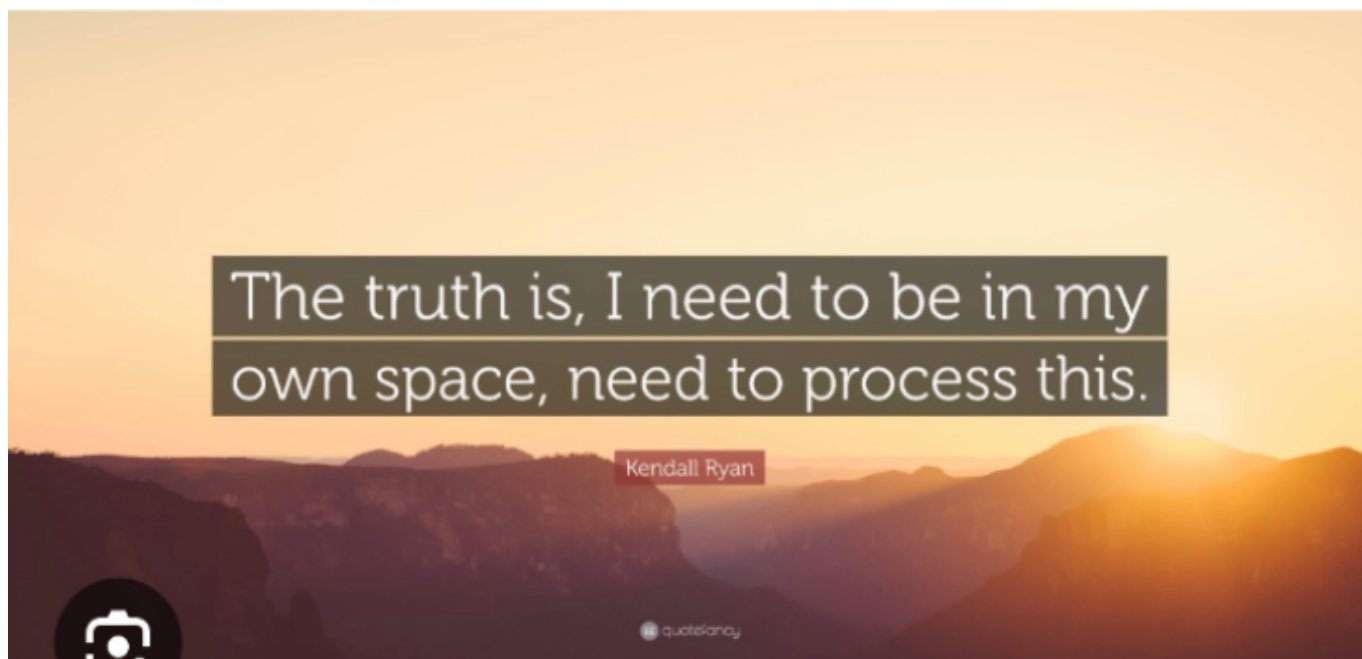 The truth is, I need to be in my
own space, need to process this.
Kendall Ryan
quotefancy